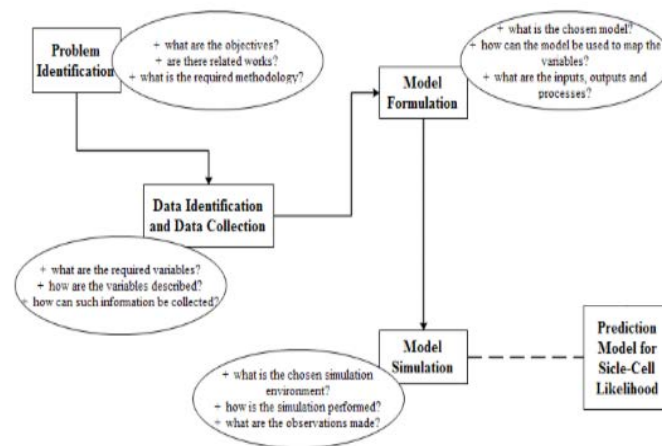 Problem
Identification
+ what are the objectives?
+ are there related works?
+ what is the required methodology?
Model
Formulation
+ what is the chosen model?
+ how can the model be used to map the
variables?
+ what are the inputs, outputs and
processes?
Data Identification
and Data Collection
+ what are the required variables?
+ how are the variables described?
+ how can such information be collected?
Model
Simulation
+ what is the chosen simulation
environment?
+ how is the simulation performed?
+ what are the observations made?
Prediction
Model for
Sicle-Cell
Likelihood